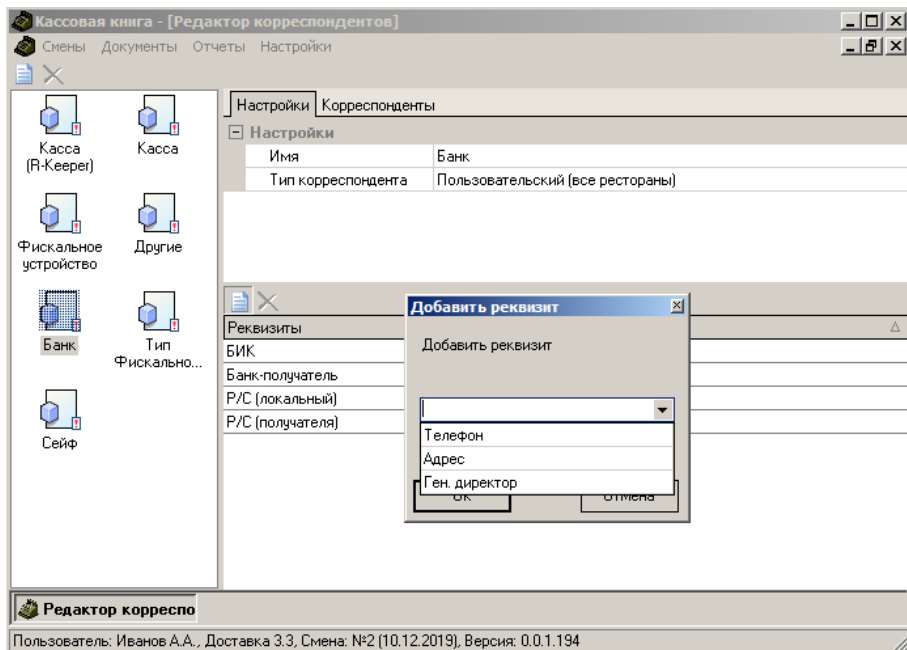 Кассовая книга - [Редактор корреспондентов]
Смены Документы Отчеты Настройки
Касса (R-Keeper)
Касса
Фискальное устройство
Другие
Банк
Тип Фискально...
Сейф
Настройки Корреспонденты
Настройки
Имя Банк
Тип корреспондента Пользовательский (все рестораны)
Реквизиты
БИК
Банк-получатель
Р/С (локальный)
Р/С (получателя)
Добавить реквизит
Добавить реквизит
Телефон
Адрес
Ген. директор
ОК Отмена
Редактор корреспо
Пользователь: Иванов А.А., Доставка 3.3, Смена: №2 (10.12.2019), Версия: 0.0.1.194